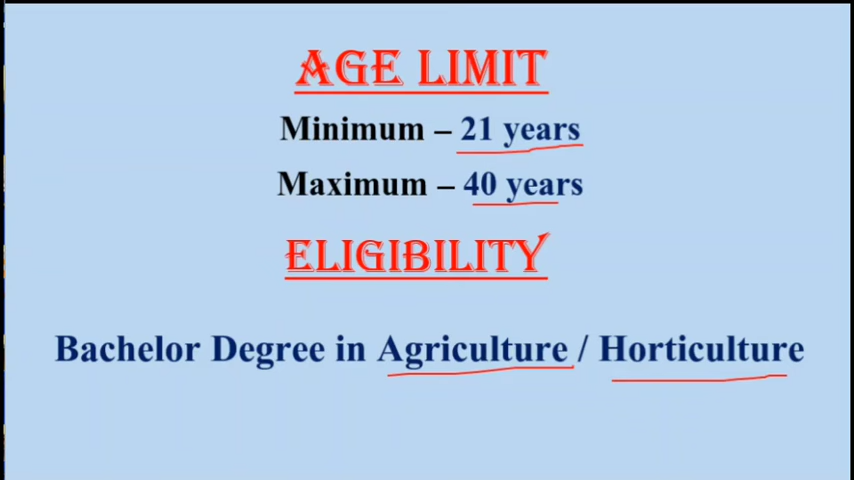 AGE LIMIT
Minimum – 21 years
Maximum – 40 years
ELIGIBILITY
Bachelor Degree in Agriculture / Horticulture